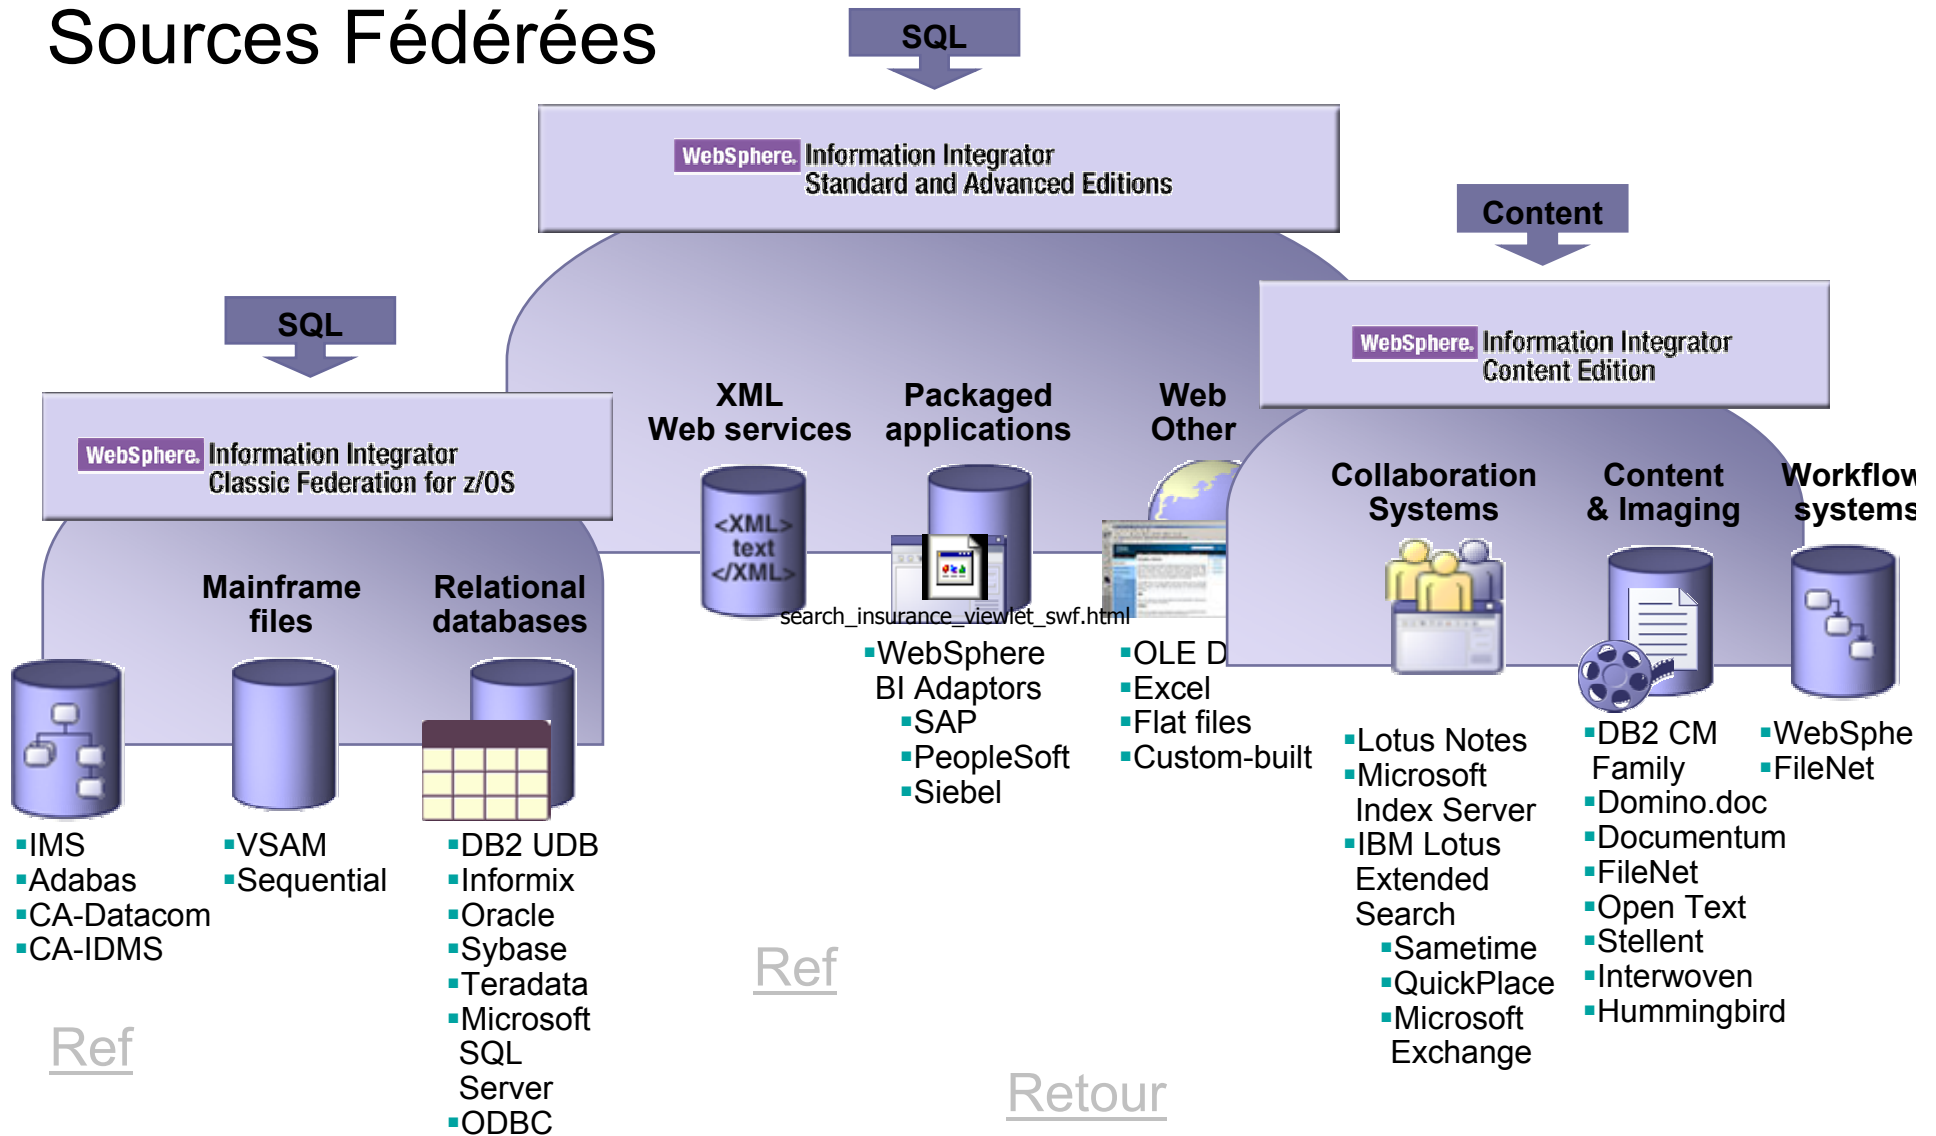 Sources Fédérées
SQL
WebSphere. Information Integrator
Standard and Advanced Editions
Content
WebSphere. Information Integrator
Content Edition
SQL
WebSphere. Information Integrator
Classic Federation for z/OS
XML
Web services
Packaged
applications
Web
Other
Collaboration
Systems
Content
& Imaging
Workflow
systems
Mainframe
files
Relational
databases
<XML>
text
</XML>
search_insurance_viewlet_swf.html
▪IMS
▪Adabas
▪CA-Datacom
▪CA-IDMS
▪VSAM
▪Sequential
▪DB2 UDB
▪Informix
▪Oracle
▪Sybase
▪Teradata
▪Microsoft
SQL
Server
▪ODBC
▪WebSphere
BI Adaptors
▪SAP
▪PeopleSoft
▪Siebel
▪OLE D
▪Excel
▪Flat files
▪Custom-built
▪Lotus Notes
▪Microsoft
Index Server
▪IBM Lotus
Extended
Search
▪Sametime
▪QuickPlace
▪Microsoft
Exchange
▪DB2 CM
Family
▪Domino.doc
▪Documentum
▪FileNet
▪Open Text
▪Stellent
▪Interwoven
▪Hummingbird
▪WebSphe
▪FileNet
Ref
Ref
Retour